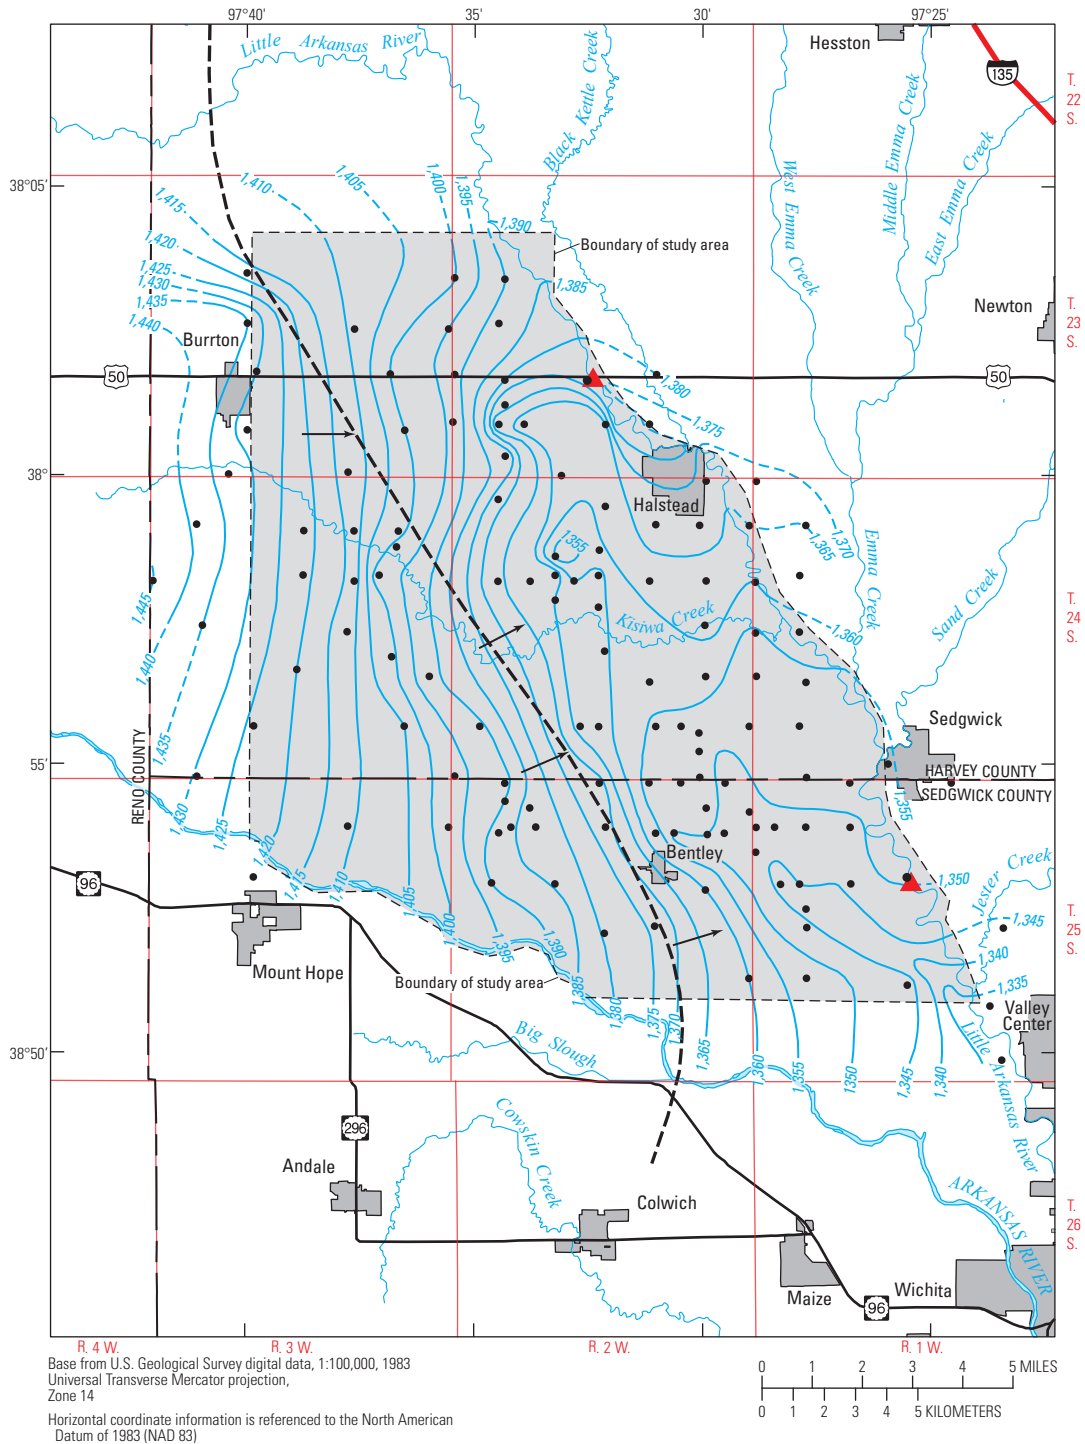 97°40'
35'
30'
97°25'
Little Arkansas River
Black Kettle Creek
Hesston
135
T.
22
S.
Middle Emma Creek
East Emma Creek
West Emma Creek
38°05'
1,410
1,405
1,400
1,395
1,390
1,415
1,420
1,425
1,430
1,435
1,440
Boundary of study area
1,385
Newton
T.
23
S.
Burrton
50
50
1,380
1,375
38°
Halstead
1,370
1,365
1355
Emma Creek
Sand Creek
1,445
Kisiwa Creek
1,360
T.
24
S.
1,440
Sedgwick
1,435
RENO COUNTY
HARVEY COUNTY
SEDGWICK COUNTY
55'
1,355
1,430
1,425
1,420
1,415
1,410
1,405
1,400
1,395
1,390
Bentley
96
1,350
Jester Creek
1,345
T.
25
S.
1,340
1,335
Mount Hope
Boundary of study area
1,385
1,380
1,375
1,370
1,365
1,360
1,355
1350
1,345
1,340
Valley
Center
38°50'
Big Slough
Little Arkansas River
Cowskin Creek
296
Andale
Colwich
ARKANSAS RIVER
T.
26
S.
Maize
Wichita
96
R. 4 W.
R. 3 W.
R. 2 W.
R. 1 W.
Base from U.S. Geological Survey digital data, 1:100,000, 1983
Universal Transverse Mercator projection,
Zone 14
Horizontal coordinate information is referenced to the North American
Datum of 1983 (NAD 83)
0 1 2 3 4 5 MILES
0 1 2 3 4 5 KILOMETERS